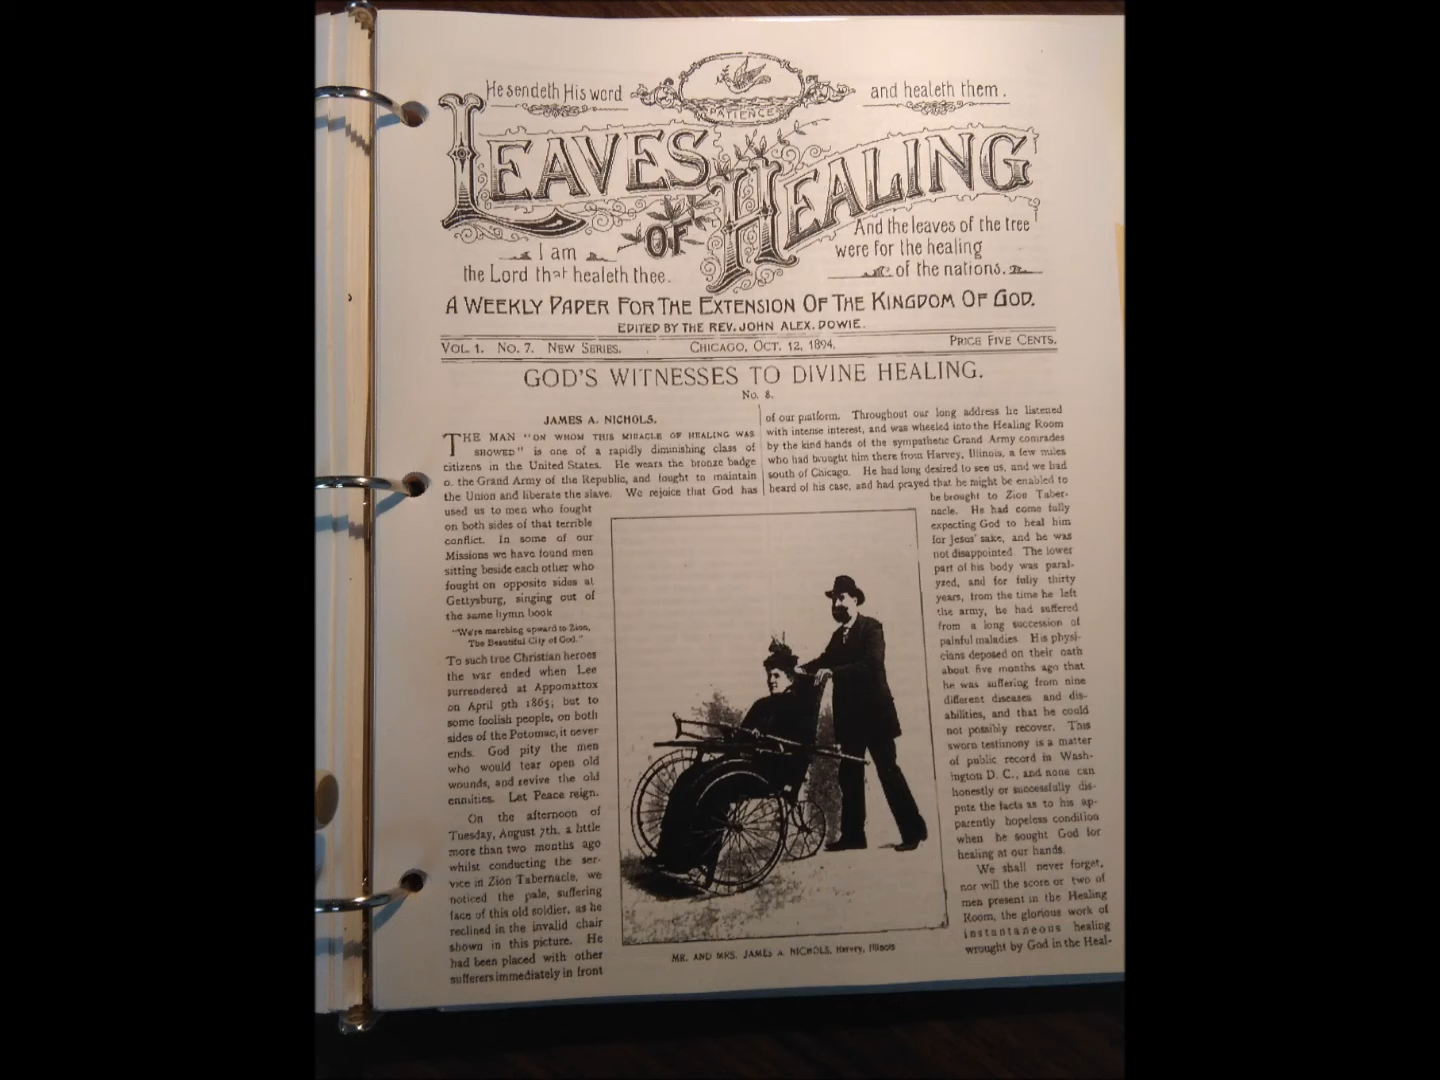 He sendeth His word
and healeth them.
PATIENCE
LEAVES OF HEALING
I am
the Lord that healeth thee.
And the leaves of the tree
were for the healing
of the nations.
A WEEKLY PAPER FOR THE EXTENSION OF THE KINGDOM OF GOD.
EDITED BY THE REV. JOHN ALEX. DOWIE.
VOL 1. NO. 7. NEW SERIES.
CHICAGO, OCT. 12, 1894.
PRICE FIVE CENTS.
GOD'S WITNESSES TO DIVINE HEALING.
No. 8.
JAMES A. NICHOLS.
THE MAN "ON WHOM THIS MIRACLE OF HEALING WAS
SHOWED" is one of a rapidly diminishing class of
citizens in the United States. He wears the bronze badge
o. the Grand Army of the Republic, and fought to maintain
the Union and liberate the slave. We rejoice that God has
used us to men who fought
on both sides of that terrible
conflict. In some of our
Missions we have found men
sitting beside each other who
fought on opposite sides at
Gettysburg, singing out of
the same hymn book
"We're marching upward to Zion,
The Beautiful City of God."
To such true Christian heroes
the war ended when Lee
surrendered at Appomattox
on April 9th 1865; but to
some foolish people, on both
sides of the Potomac, it never
ends. God pity the men
who would tear open old
wounds, and revive the old
enmities. Let Peace reign.
On the afternoon of
Tuesday, August 7th, a little
more than two months ago
whilst conducting the ser-
vice in Zion Tabernacle, we
noticed the pale, suffering
face of this old soldier, as he
reclined in the invalid chair
shown in this picture. He
had been placed with other
sufferers immediately in front
of our platform. Throughout our long address he listened
with intense interest, and was wheeled into the Healing Room
by the kind hands of the sympathetic Grand Army comrades
who had brought him there from Harvey, Illinois, a few miles
south of Chicago. He had long desired to see us, and we had
heard of his case, and had prayed that he might be enabled to
be brought to Zion Taber-
nacle. He had come fully
expecting God to heal him
for Jesus' sake, and he was
not disappointed. The lower
part of his body was paral-
yzed, and for fully thirty
years, from the time he left
the army, he had suffered
from a long succession of
painful maladies. His physi-
cians deposed on their oath
about five months ago that
he was suffering from nine
different diseases and dis-
abilities, and that he could
not possibly recover. This
sworn testimony is a matter
of public record in Wash-
ington D. C., and none can
honestly or successfully dis-
pute the facts as to his ap-
parently hopeless condition
when he sought God for
healing at our hands.
We shall never forget,
nor will the score or two of
men present in the Healing
Room, the glorious work of
instantaneous healing
wrought by God in the Heal-
MR. AND MRS. JAMES A. NICHOLS, Harvey, Illinois